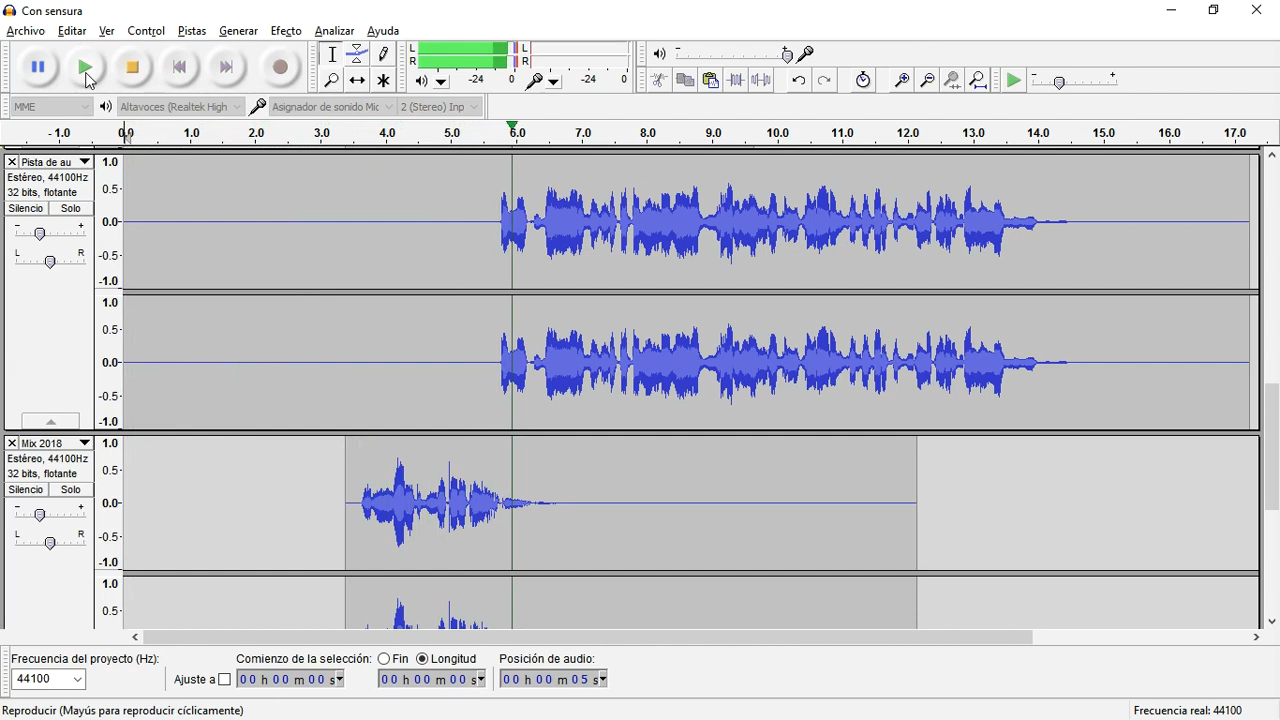 Con sensura
Archivo Editar Ver Control Pistas Generar Efecto Analizar Ayuda
L L
R R
-24 0 -24 0
MME Altavoces (Realtek High Asignador de sonido Mic 2 (Stereo) Inp
- 1.0 0.0 1.0 2.0 3.0 4.0 5.0 6.0 7.0 8.0 9.0 10.0 11.0 12.0 13.0 14.0 15.0 16.0 17.0
Pista de au
Estéreo, 44100Hz
32 bits, flotante
Silencio Solo
- +
L R
1.0
0.5-
0.0-
-0.5-
-1.0
1.0
0.5-
0.0-
-0.5-
-1.0
Mix 2018
Estéreo, 44100Hz
32 bits, flotante
Silencio Solo
- +
L R
1.0
0.5-
0.0-
-0.5-
-1.0
1.0
0.5-
Frecuencia del proyecto (Hz): Comienzo de la selección: Fin Longitud Posición de audio:
44100 Ajuste a 00 h 00 m 00 s 00 h 00 m 00 s 00 h 00 m 05 s
Reproducir (Mayús para reproducir cíclicamente) Frecuencia real: 44100